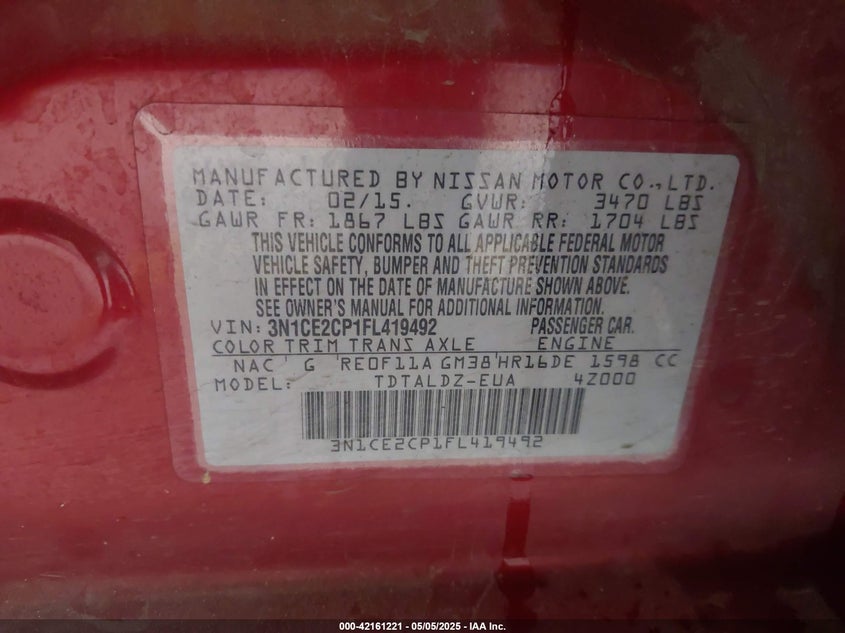 MANUFACTURED BY NISSAN MOTOR CO., LTD.
DATE: 02/15. GVWR: 3470 LBS
GAWR FR: 1867 LBS GAWR RR: 1704 LBS
THIS VEHICLE CONFORMS TO ALL APPLICABLE FEDERAL MOTOR
VEHICLE SAFETY, BUMPER AND THEFT PREVENTION STANDARDS
IN EFFECT ON THE DATE OF MANUFACTURE SHOWN ABOVE.
SEE OWNER'S MANUAL FOR ADDITIONAL INFORMATION.
VIN: 3N1CE2CP1FL419492 PASSENGER CAR.
COLOR TRIM TRANS AXLE ENGINE
NAC G RE0F11A GM38 HR16DE 1598 CC
MODEL: TDTALDZ-EUA 4Z000
3N1CE2CP1FL419492
000-42161221 - 05/05/2025 - IAA Inc.